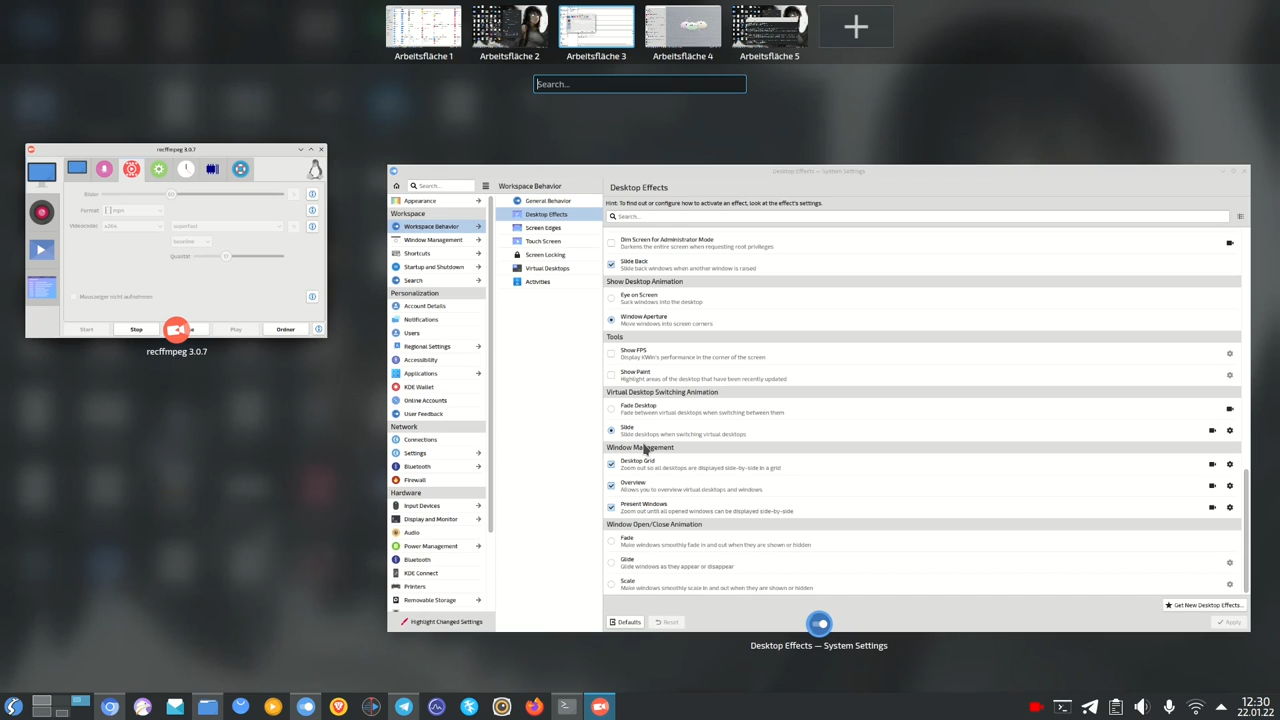 Arbeitsfläche 1
Arbeitsfläche 2
Arbeitsfläche 3
Arbeitsfläche 4
Arbeitsfläche 5
Search...
recffmpeg 3.0.7
Bilder
60
Format
mp4
Videocodec
x264
superfast
baseline
Qualität
Mauszeiger nicht aufnehmen
Start
Stop
Play
Ordner
recffmpeg 3.0.7
Desktop Effects — System Settings
Search...
Appearance
Workspace
Workspace Behavior
Window Management
Shortcuts
Startup and Shutdown
Search
Personalization
Account Details
Notifications
Users
Regional Settings
Accessibility
Applications
KDE Wallet
Online Accounts
User Feedback
Network
Connections
Settings
Bluetooth
Firewall
Hardware
Input Devices
Display and Monitor
Audio
Power Management
Bluetooth
KDE Connect
Printers
Removable Storage
Highlight Changed Settings
Workspace Behavior
General Behavior
Desktop Effects
Screen Edges
Touch Screen
Screen Locking
Virtual Desktops
Activities
Desktop Effects
Hint: To find out or configure how to activate an effect, look at the effect's settings.
Search...
Dim Screen for Administrator Mode
Darkens the entire screen when requesting root privileges
Slide Back
Slide back windows when another window is raised
Show Desktop Animation
Eye on Screen
Suck windows into the desktop
Window Aperture
Move windows into screen corners
Tools
Show FPS
Display KWin's performance in the corner of the screen
Show Paint
Highlight areas of the desktop that have been recently updated
Virtual Desktop Switching Animation
Fade Desktop
Fade between virtual desktops when switching between them
Slide
Slide desktops when switching virtual desktops
Window Management
Desktop Grid
Zoom out so all desktops are displayed side-by-side in a grid
Overview
Allows you to overview virtual desktops and windows
Present Windows
Zoom out until all opened windows can be displayed side-by-side
Window Open/Close Animation
Fade
Make windows smoothly fade in and out when they are shown or hidden
Glide
Glide windows as they appear or disappear
Scale
Make windows smoothly scale in and out when they are shown or hidden
Get New Desktop Effects...
Defaults
Reset
Apply
Desktop Effects — System Settings
12:30
22.01.22